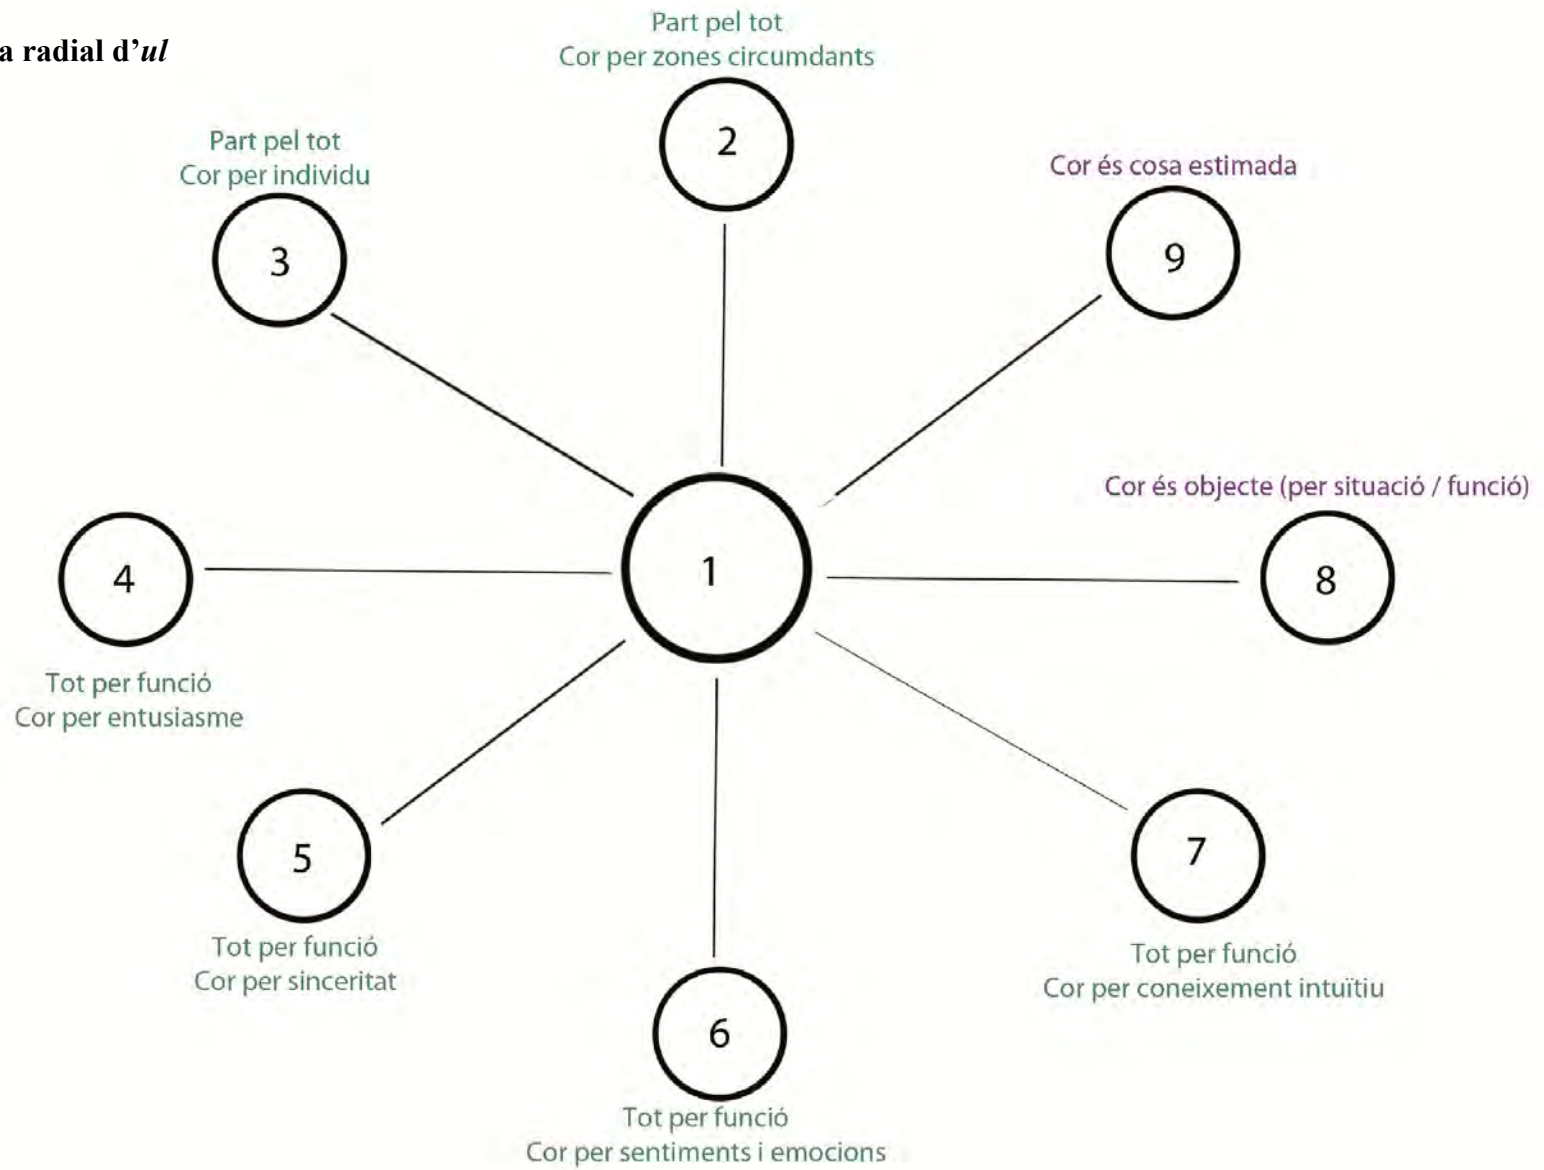 a radial d’ul
Part pel tot
Cor per zones circumdants
2
Part pel tot
Cor per individu
3
Cor és cosa estimada
9
Cor és objecte (per situació / funció)
4
1
8
Tot per funció
Cor per entusiasme
5
7
Tot per funció
Cor per sinceritat
Tot per funció
Cor per coneixement intuïtiu
6
Tot per funció
Cor per sentiments i emocions